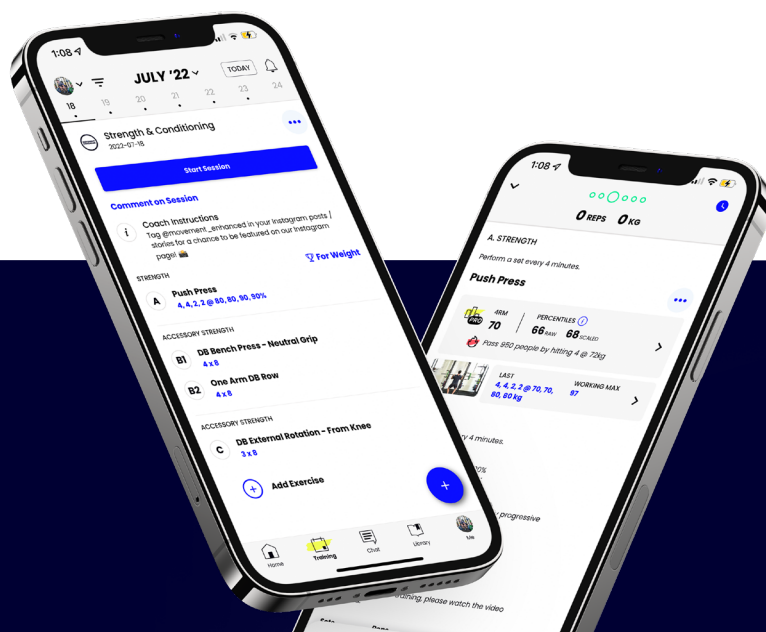 1:08
JULY '22
TODAY
18 19 20 21 22 23 24
Strength & Conditioning
2022-07-18
Start Session
Comment on Session
i
Coach Instructions
Tag @movement_enhanced in your Instagram posts /
stories for a chance to be featured on our Instagram
page!
STRENGTH
For Weight
A
Push Press
4, 4, 2, 2 @ 80, 80, 90, 90%
ACCESSORY STRENGTH
B1
DB Bench Press - Neutral Grip
4 x 8
B2
One Arm DB Row
4 x 8
ACCESSORY STRENGTH
C
DB External Rotation - From Knee
3 x 8
+ Add Exercise
+
Home
Training
Chat
Library
Me
1:08
0 REPS 0 KG
A. STRENGTH
Perform a set every 4 minutes.
Push Press
PRO
4RM
70
PERCENTILES i
66 RAW 68 SCALED
Pass 950 people by hitting 4 @ 72kg
LAST
4, 4, 2, 2 @ 70, 70,
80, 80 kg
WORKING MAX
97
4 minutes.
progressive
please watch the video